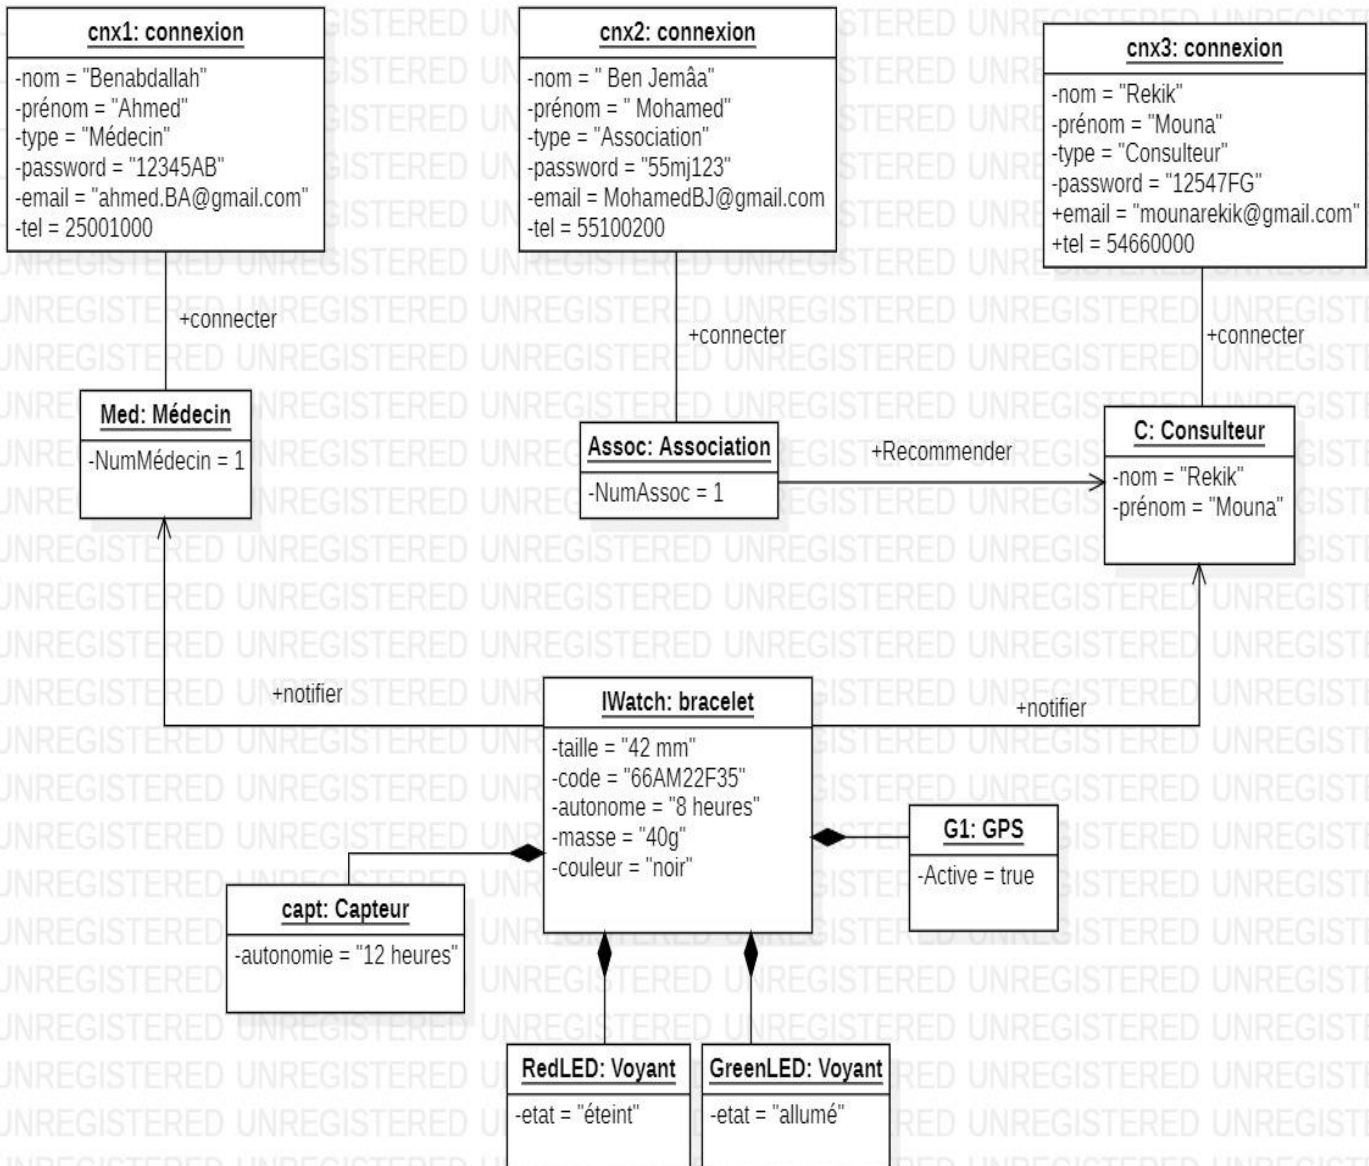 cnx1: connexion
-nom = "Benabdallah"
-prénom = "Ahmed"
-type = "Médecin"
-password = "12345AB"
-email = "ahmed.BA@gmail.com"
-tel = 25001000
cnx2: connexion
-nom = " Ben Jemâa"
-prénom = " Mohamed"
-type = "Association"
-password = "55mj123"
-email = MohamedBJ@gmail.com
-tel = 55100200
cnx3: connexion
-nom = "Rekik"
-prénom = "Mouna"
-type = "Consulteur"
-password = "12547FG"
+email = "mounarekik@gmail.com"
+tel = 54660000
+connecter
+connecter
+connecter
Med: Médecin
-NumMédecin = 1
Assoc: Association
-NumAssoc = 1
+Recommender
C: Consulteur
-nom = "Rekik"
-prénom = "Mouna"
+notifier
+notifier
IWatch: bracelet
-taille = "42 mm"
-code = "66AM22F35"
-autonome = "8 heures"
-masse = "40g"
-couleur = "noir"
G1: GPS
-Active = true
capt: Capteur
-autonomie = "12 heures"
RedLED: Voyant
-etat = "éteint"
GreenLED: Voyant
-etat = "allumé"
UNREGISTERED